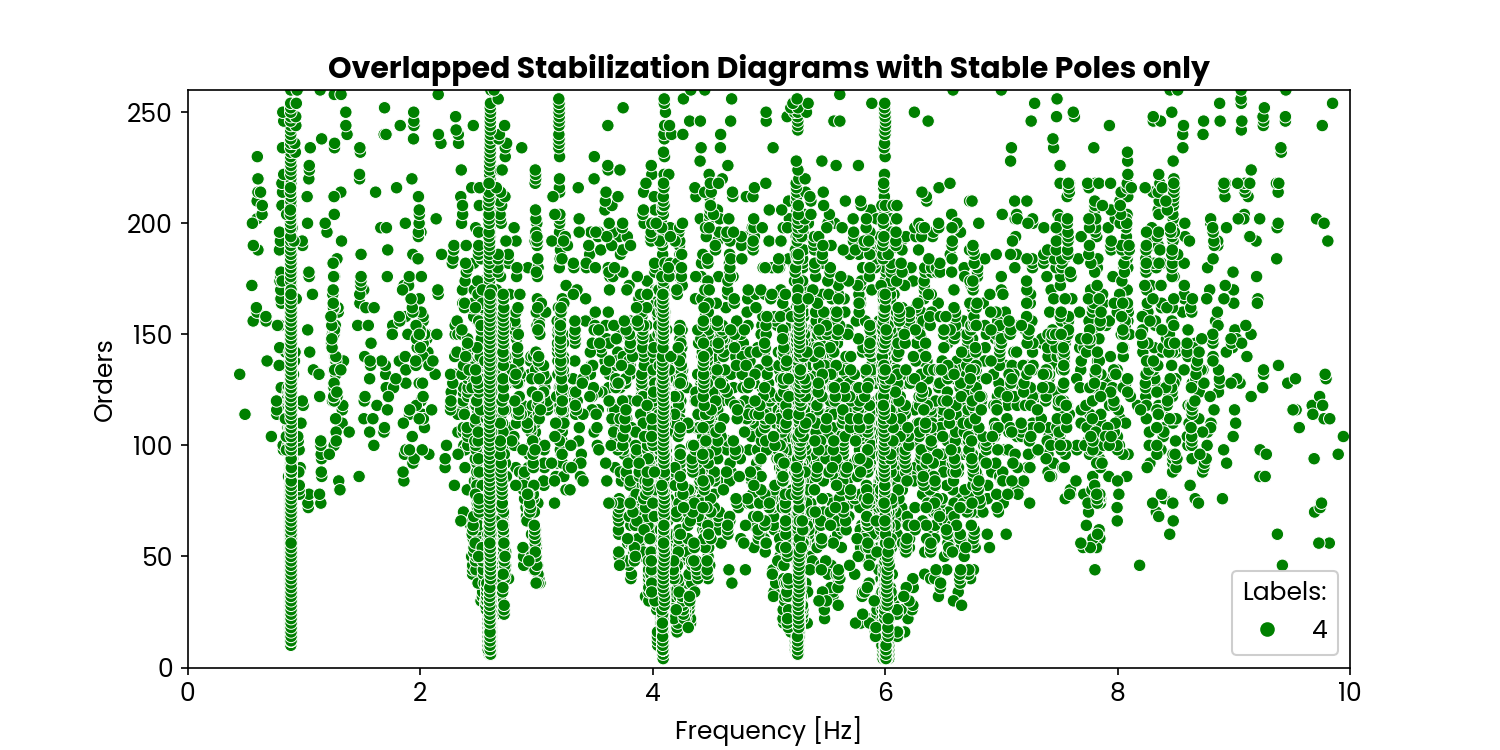 Overlapped Stabilization Diagrams with Stable Poles only
250
200
150
100
50
0
Orders
0 2 4 6 8 10
Frequency [Hz]
Labels:
4